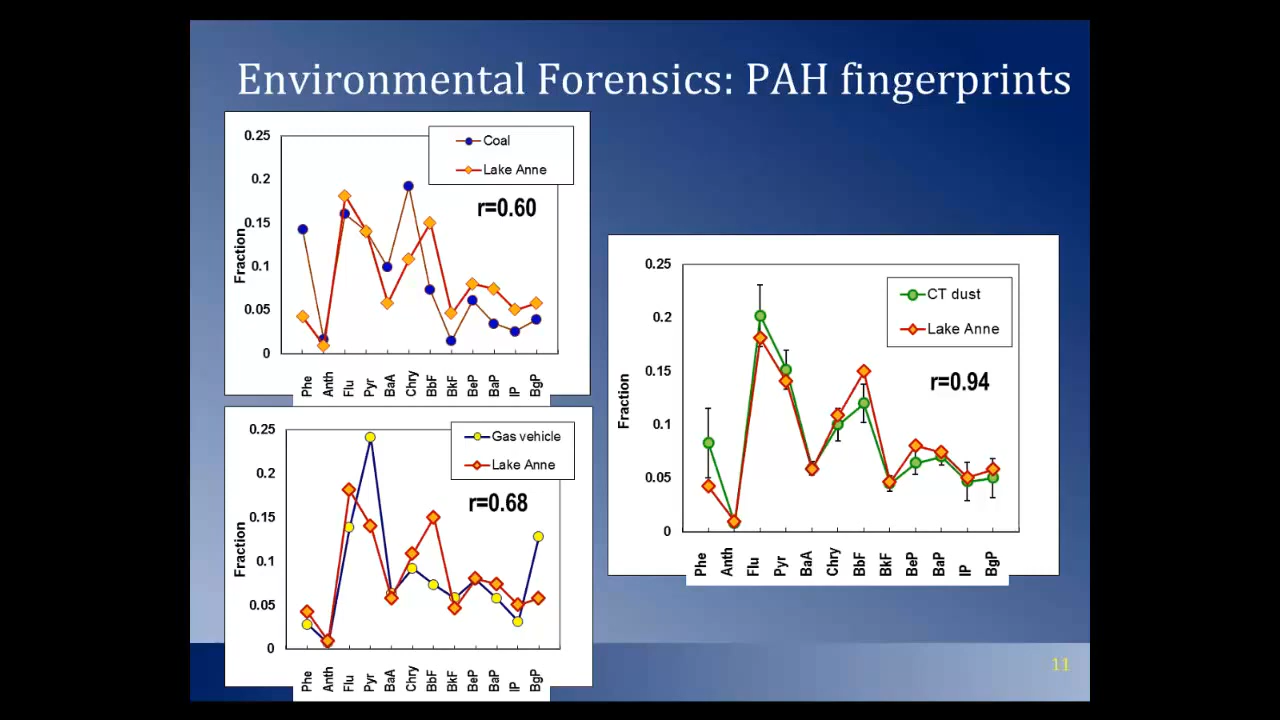 Environmental Forensics: PAH fingerprints
0.25
0.2
0.15
0.1
0.05
0
Fraction
Coal
Lake Anne
r=0.60
Phe Anth Flu Pyr BaA Chry BbF BkF BeP BaP IP BgP
0.25
0.2
0.15
0.1
0.05
0
Fraction
Gas vehicle
Lake Anne
r=0.68
Phe Anth Flu Pyr BaA Chry BbF BkF BeP BaP IP BgP
0.25
0.2
0.15
0.1
0.05
0
Fraction
CT dust
Lake Anne
r=0.94
Phe Anth Flu Pyr BaA Chry BbF BkF BeP BaP IP BgP
11